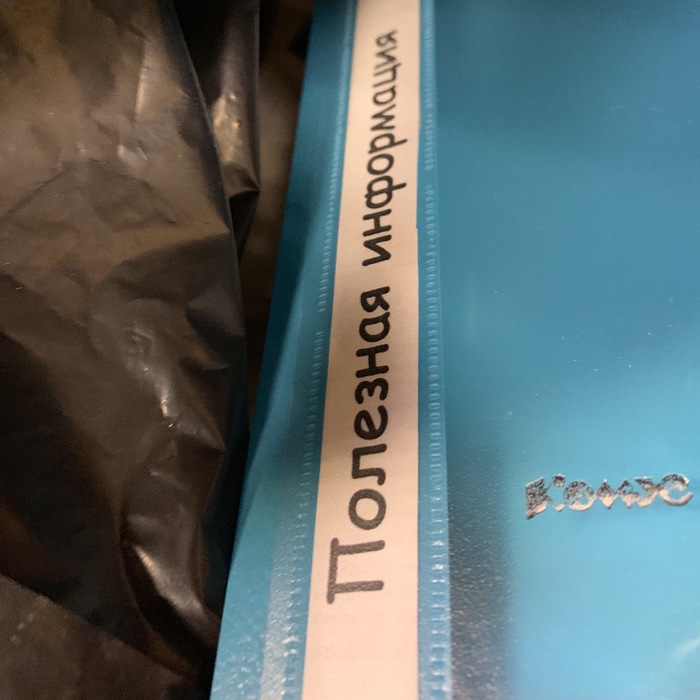 Полезная информация
Комус